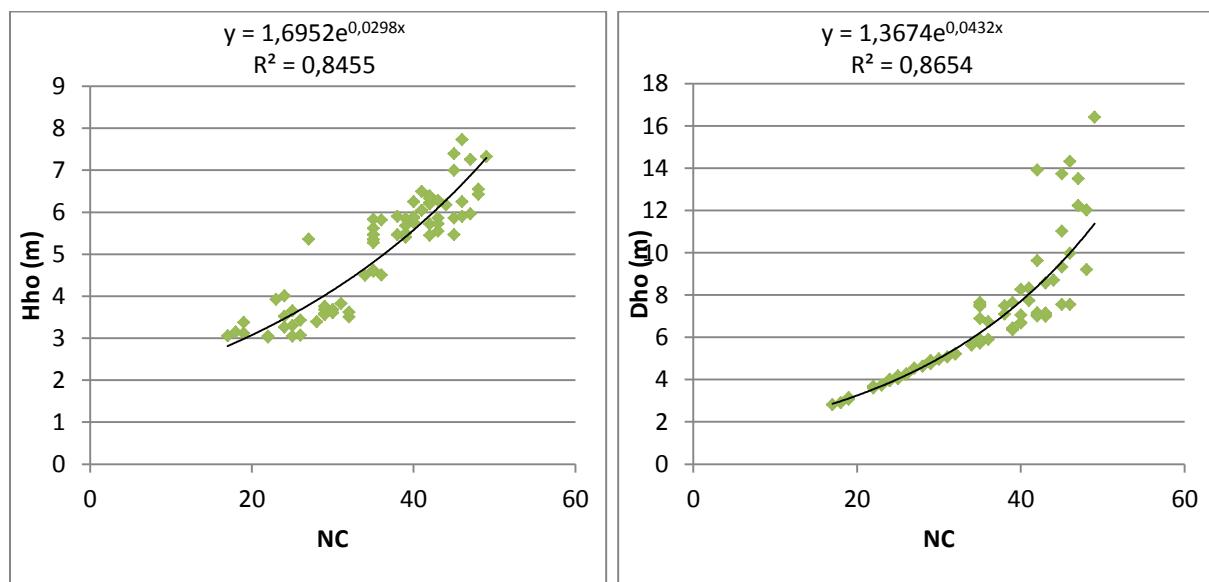 y = 1,6952e^0,0298x
R² = 0,8455
9
8
7
6
5
4
3
2
1
0
0 20 40 60
Hho (m)
NC
y = 1,3674e^0,0432x
R² = 0,8654
18
16
14
12
10
8
6
4
2
0
0 20 40 60
Dho (m)
NC